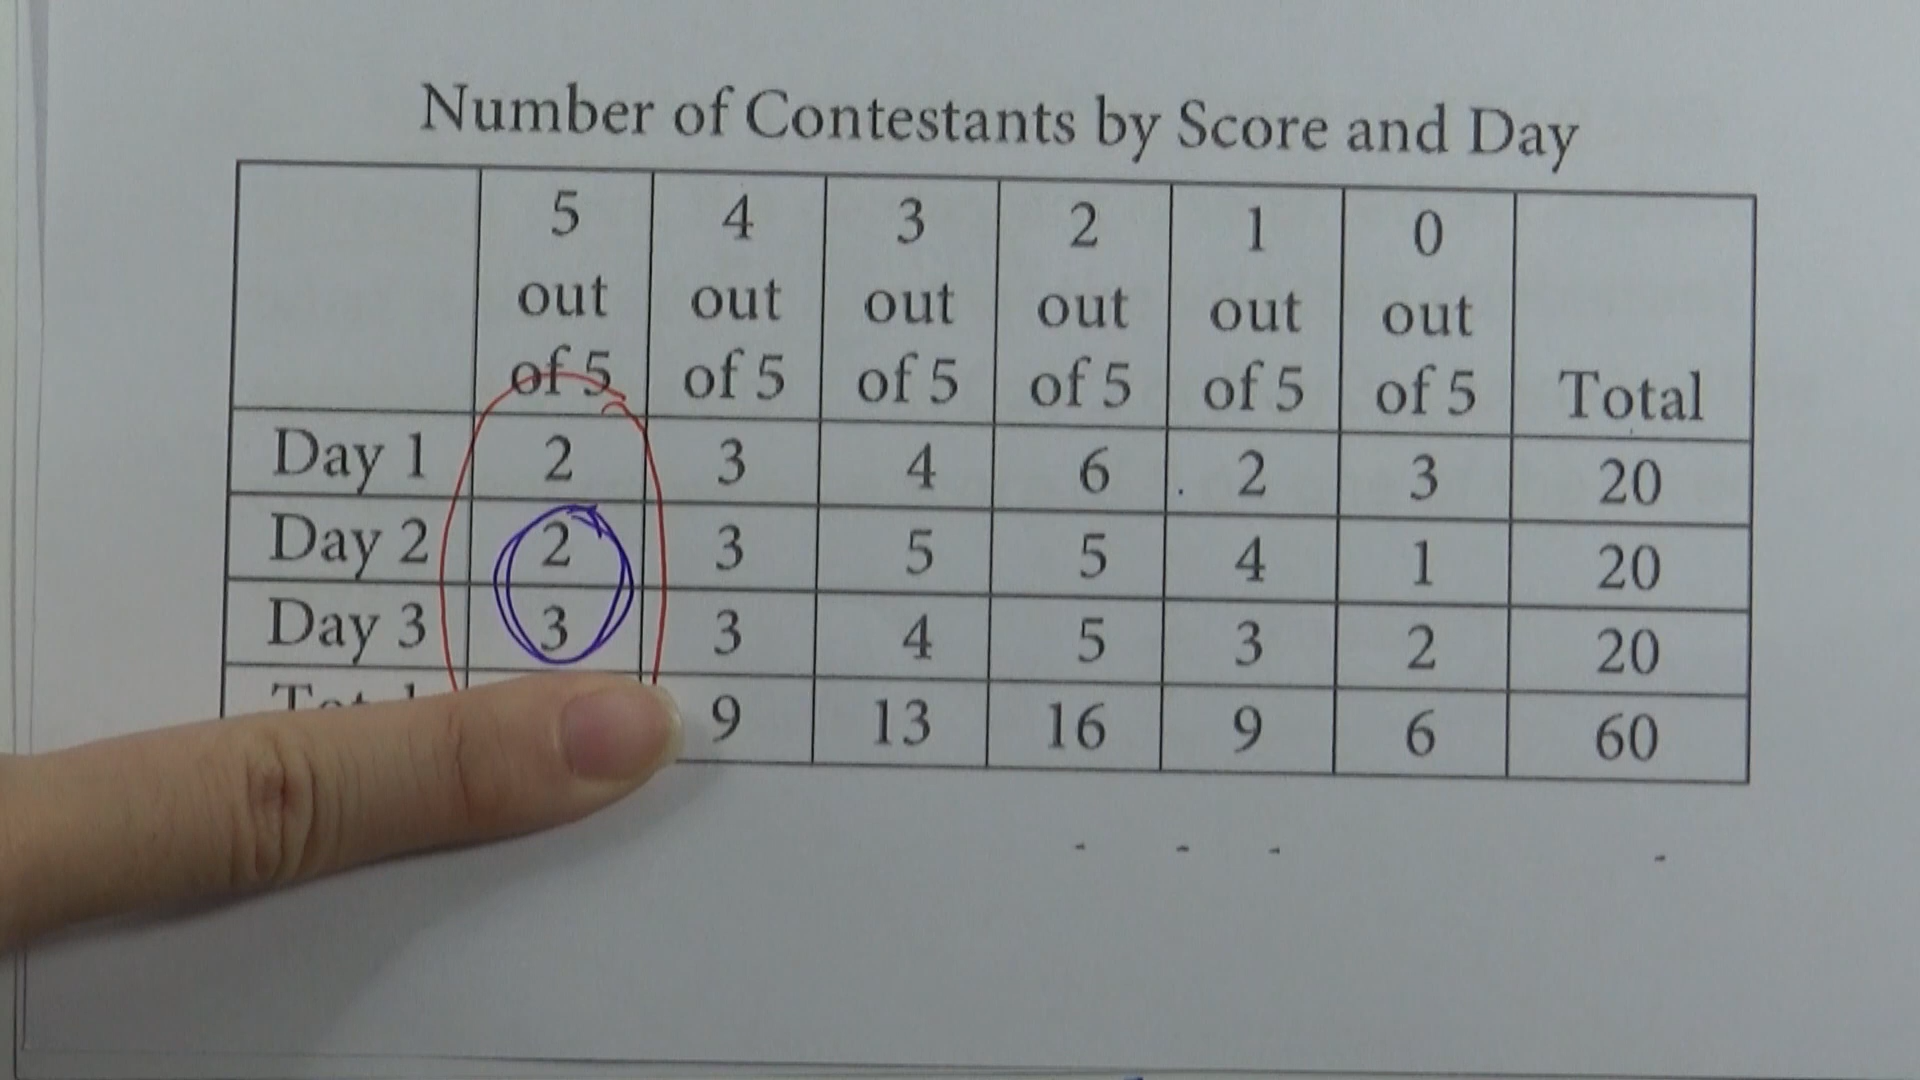 Number of Contestants by Score and Day
5 out of 5 4 out of 5 3 out of 5 2 out of 5 1 out of 5 0 out of 5 Total
Day 1 2 3 4 6 2 3 20
Day 2 2 3 5 5 4 1 20
Day 3 3 3 4 5 3 2 20
9 13 16 9 6 60